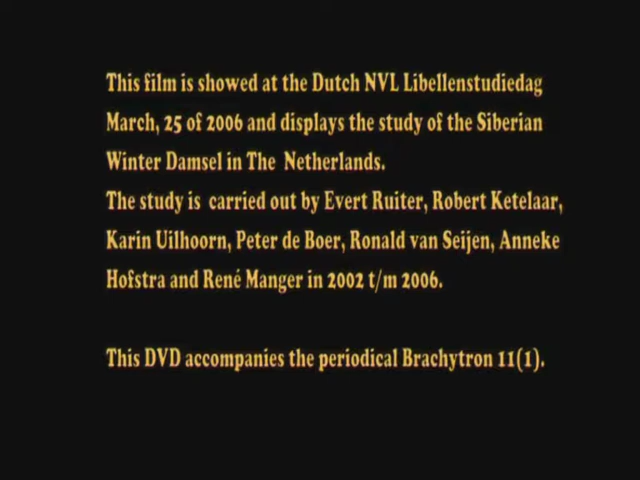 This film is showed at the Dutch NVL Libellenstudiedag
March, 25 of 2006 and displays the study of the Siberian
Winter Damsel in The Netherlands.
The study is carried out by Evert Ruiter, Robert Ketelaar,
Karin Uilhoorn, Peter de Boer, Ronald van Seijen, Anneke
Hofstra and René Manger in 2002 t/m 2006.
This DVD accompanies the periodical Brachytron 11(1).